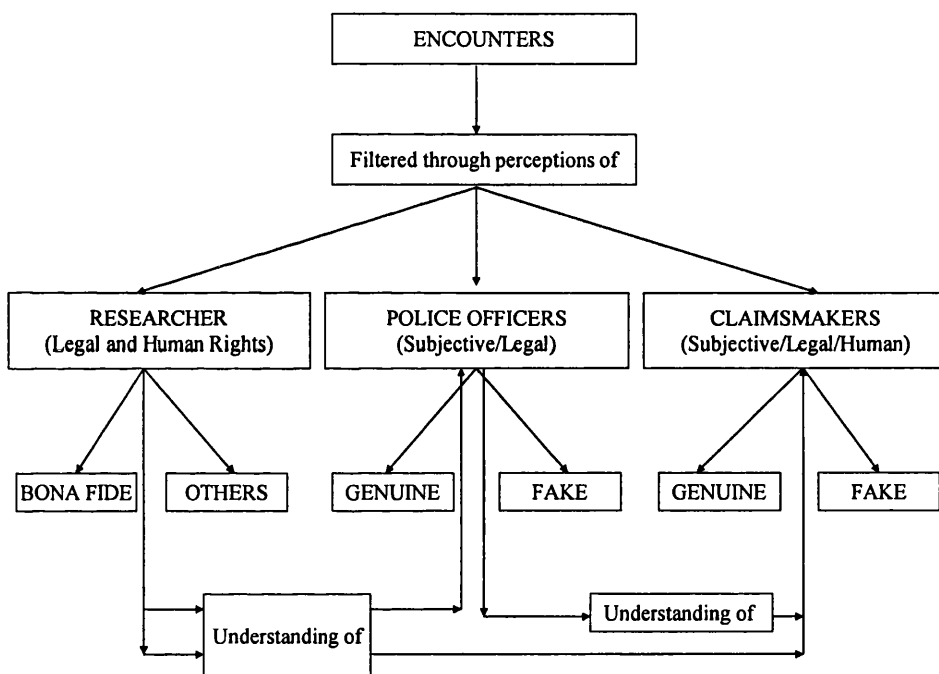 ENCOUNTERS
Filtered through perceptions of
RESEARCHER
(Legal and Human Rights)
POLICE OFFICERS
(Subjective/Legal)
CLAIMSMAKERS
(Subjective/Legal/Human)
BONA FIDE
OTHERS
GENUINE
FAKE
GENUINE
FAKE
Understanding of
Understanding of